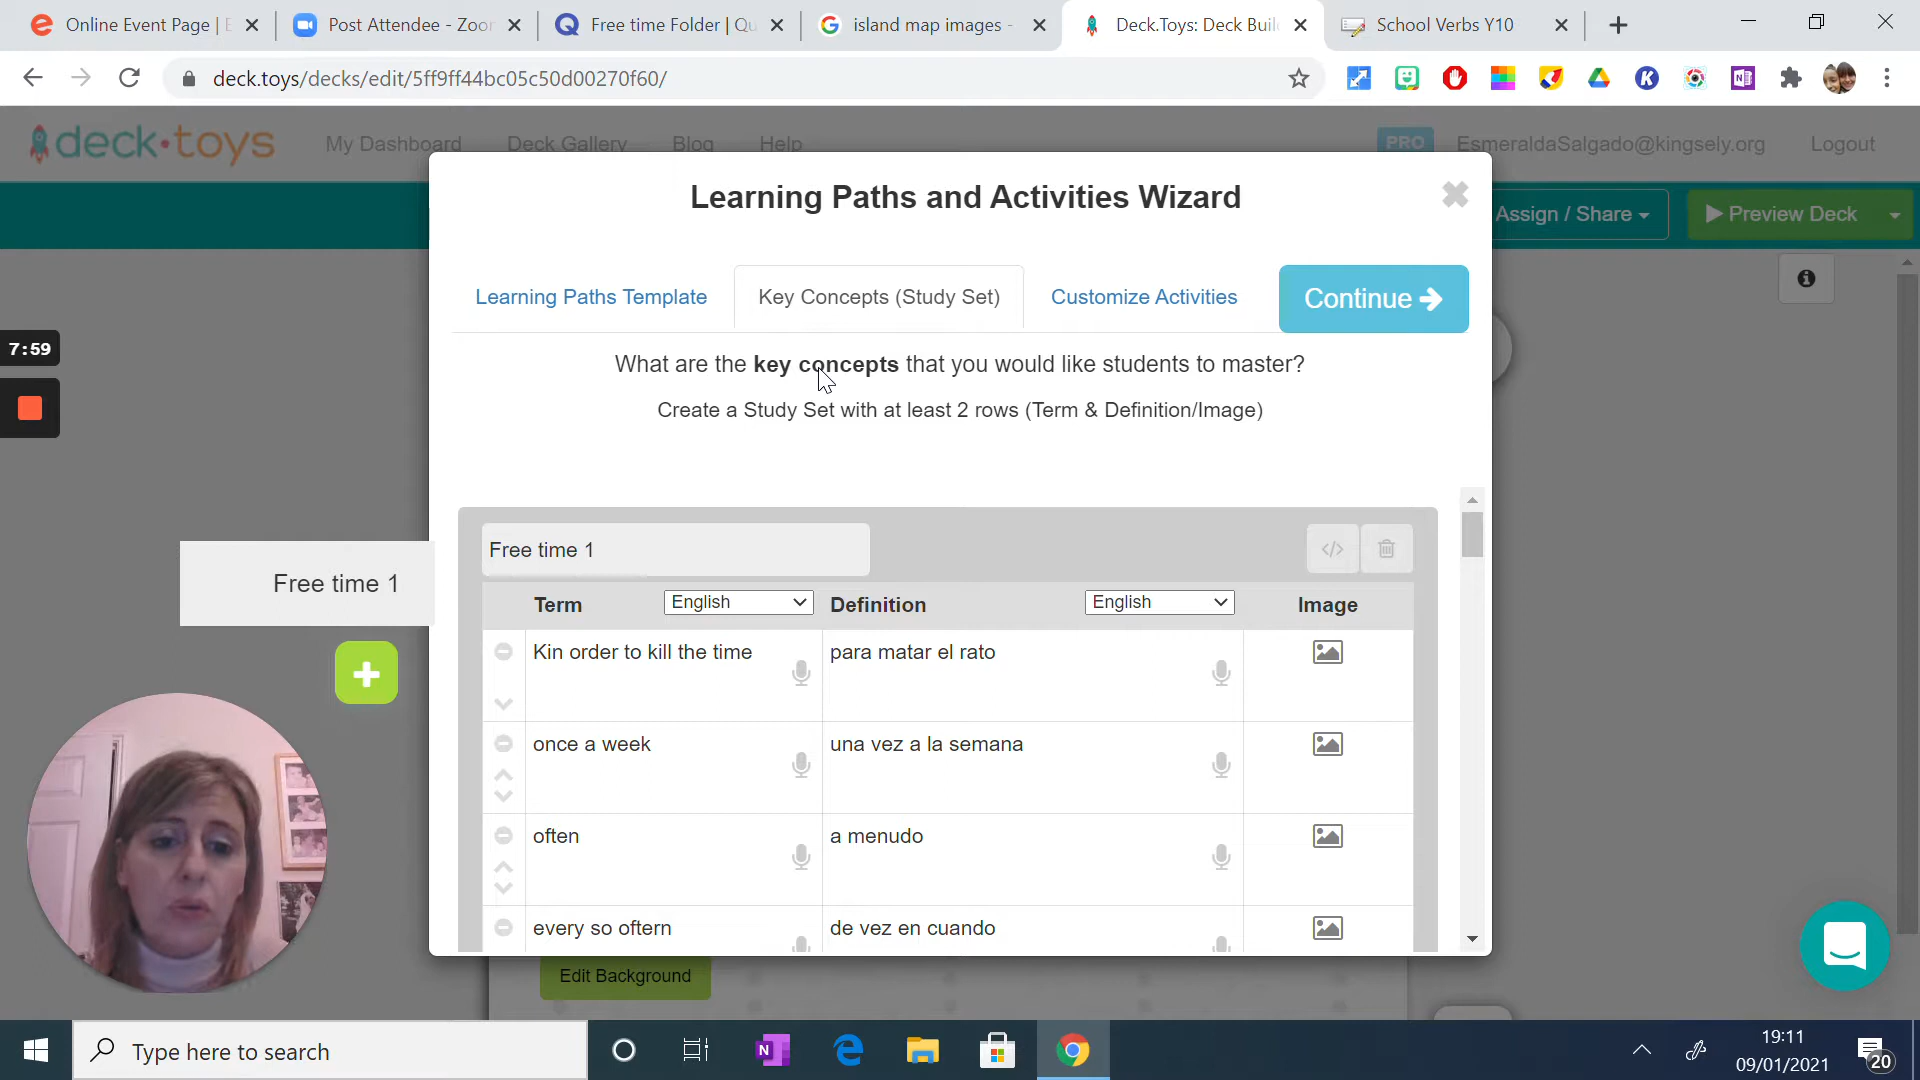 Online Event Page | E
Post Attendee - Zoon
Free time Folder | Qu
island map images -
Deck.Toys: Deck Buil
School Verbs Y10
deck.toys/decks/edit/5ff9ff44bc05c50d00270f60/
deck•toys
My Dashboard
Deck Gallery
Blog
Help
PRO
EsmeraldaSalgado@kingsely.org
Logout
Learning Paths and Activities Wizard
Assign / Share
Preview Deck
Learning Paths Template
Key Concepts (Study Set)
Customize Activities
Continue
7:59
What are the key concepts that you would like students to master?
Create a Study Set with at least 2 rows (Term & Definition/Image)
Free time 1
Free time 1
Term
English
Definition
English
Image
Kin order to kill the time
para matar el rato
once a week
una vez a la semana
often
a menudo
every so oftern
de vez en cuando
Edit Background
Type here to search
19:11
09/01/2021
20